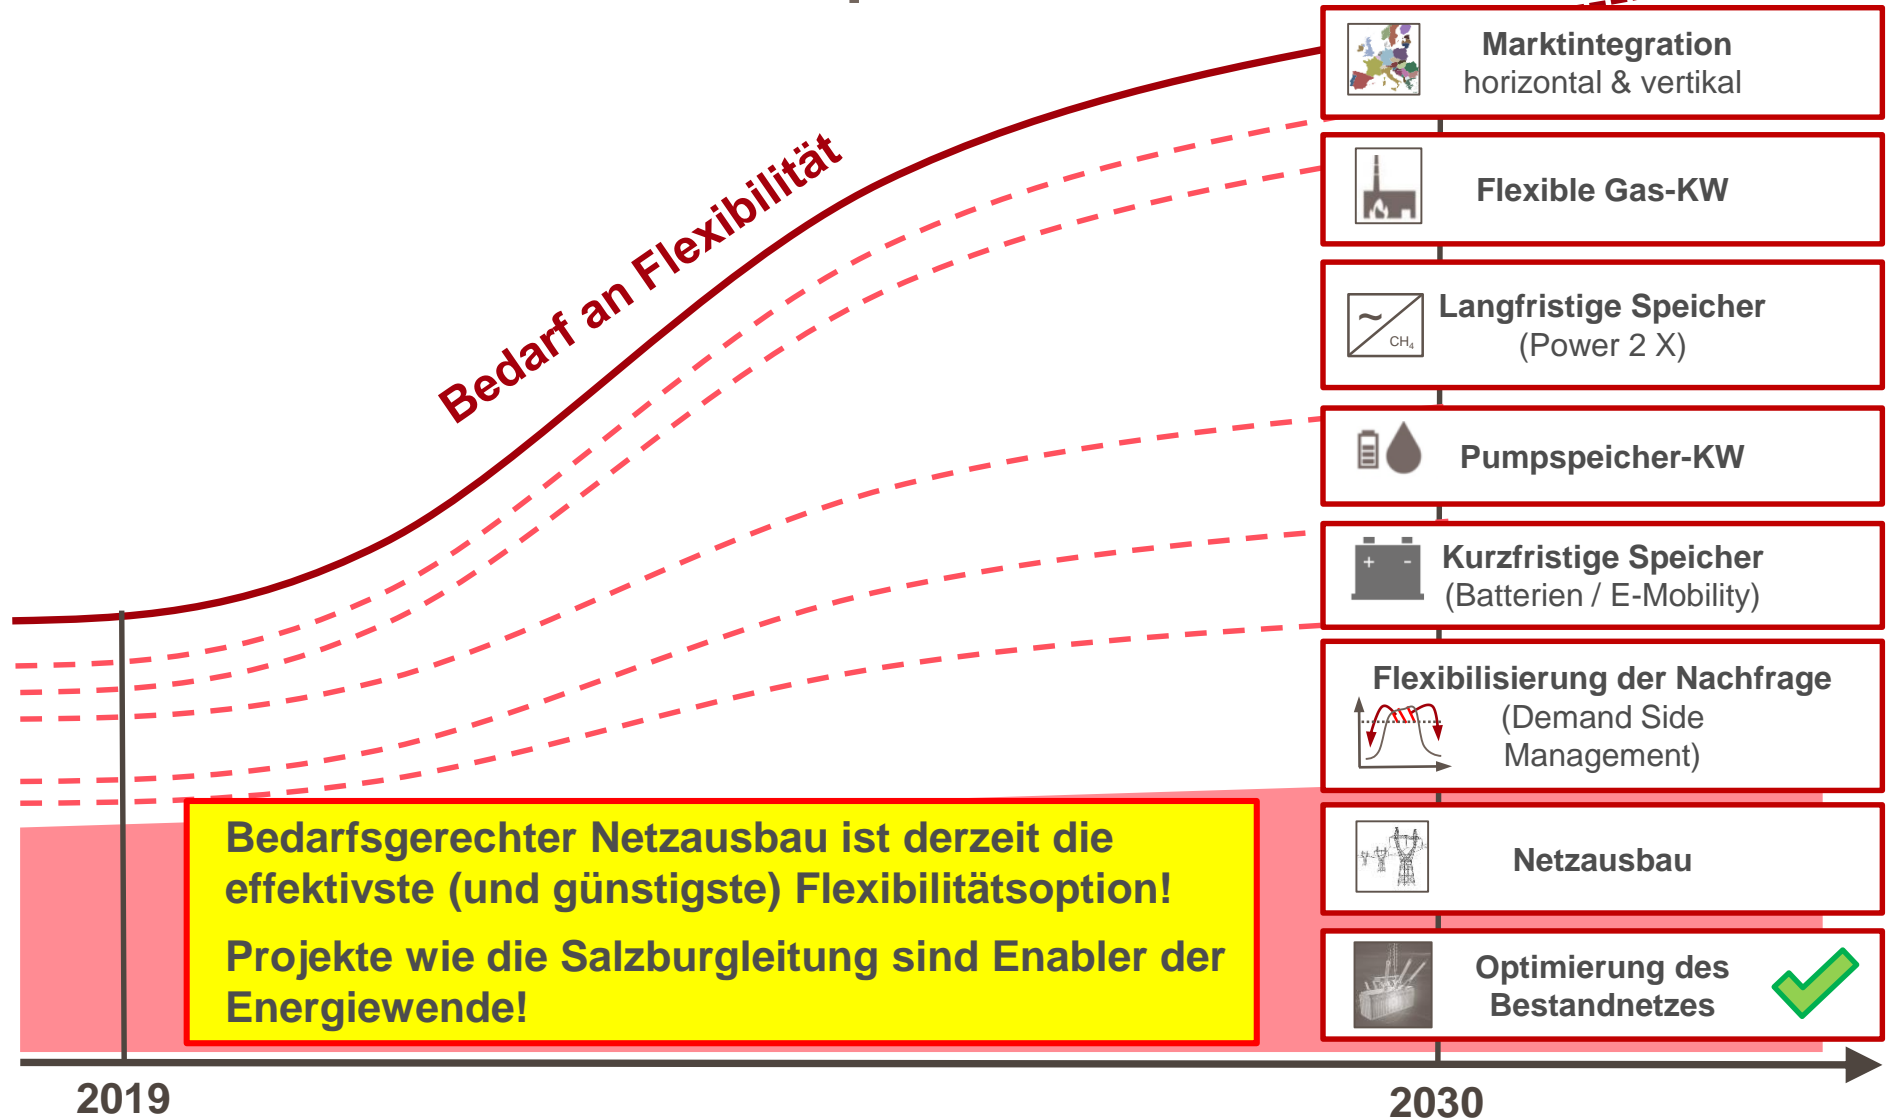 Marktintegration
horizontal & vertikal
Flexible Gas-KW
Bedarf an Flexibilität
~
CH₄
Langfristige Speicher
(Power 2 X)
Pumpspeicher-KW
+ -
Kurzfristige Speicher
(Batterien / E-Mobility)
Flexibilisierung der Nachfrage
(Demand Side
Management)
Bedarfsgerechter Netzausbau ist derzeit die
effektivste (und günstigste) Flexibilitätsoption!
Projekte wie die Salzburgleitung sind Enabler der
Energiewende!
Netzausbau
Optimierung des
Bestandnetzes
2019
2030